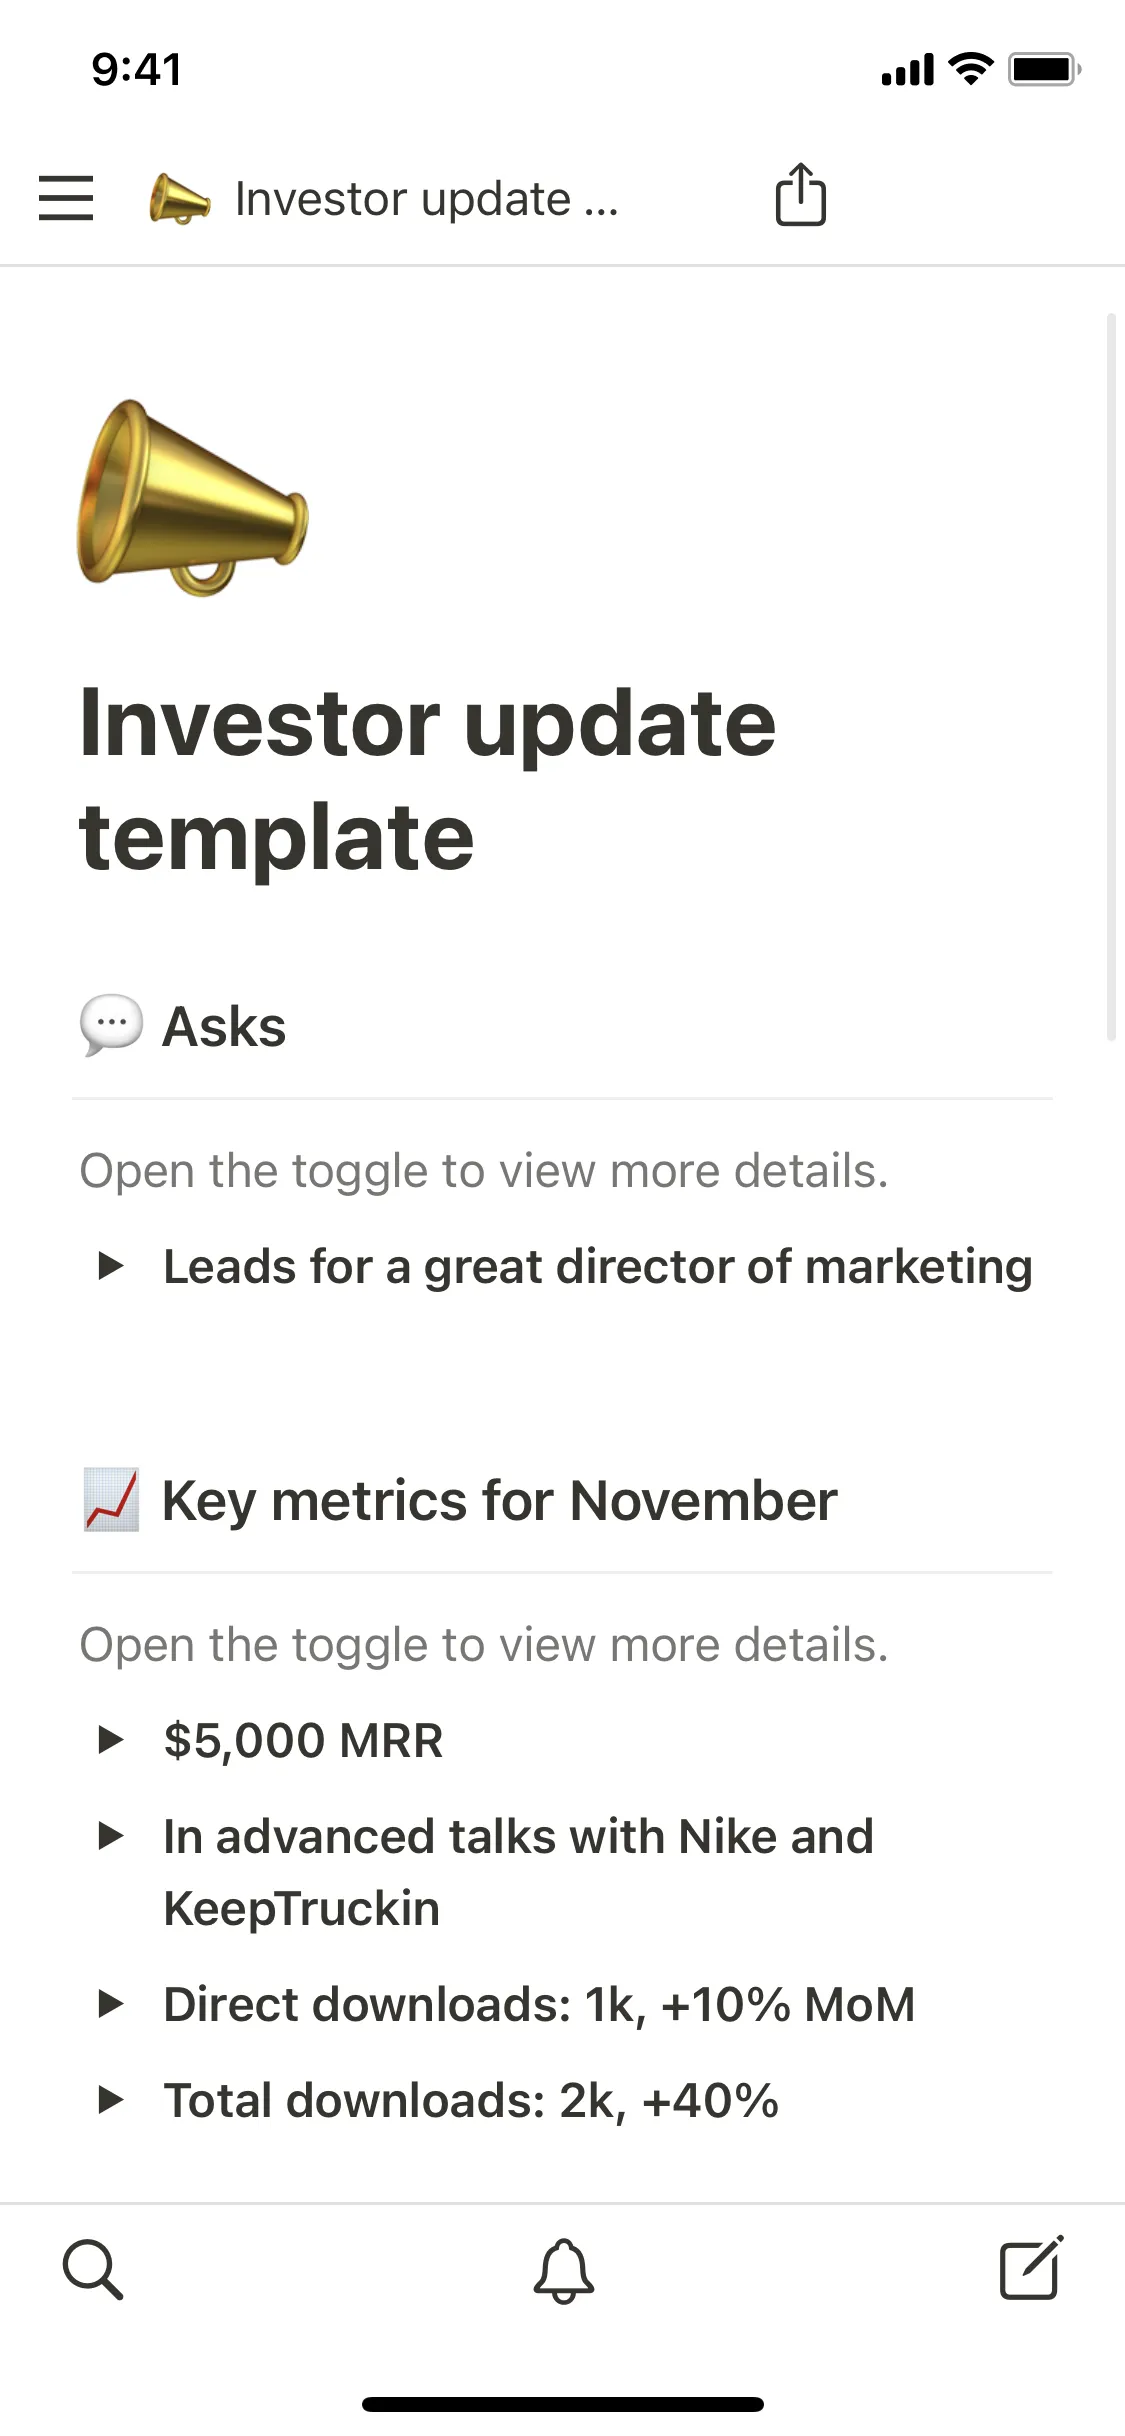 9:41
Investor update ...
Investor update
template
Asks
Open the toggle to view more details.
Leads for a great director of marketing
Key metrics for November
Open the toggle to view more details.
$5,000 MRR
In advanced talks with Nike and
KeepTruckin
Direct downloads: 1k, +10% MoM
Total downloads: 2k, +40%